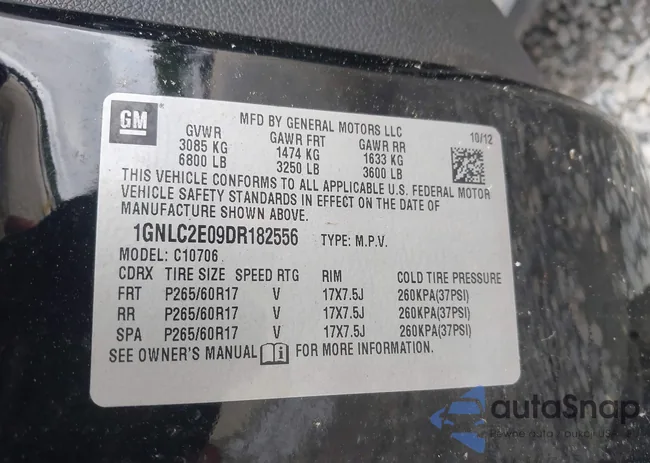 GM
MFD BY GENERAL MOTORS LLC
10/12
GVWR GAWR FRT GAWR RR
3085 KG 1474 KG 1633 KG
6800 LB 3250 LB 3600 LB
THIS VEHICLE CONFORMS TO ALL APPLICABLE U.S. FEDERAL MOTOR
VEHICLE SAFETY STANDARDS IN EFFECT ON THE DATE OF
MANUFACTURE SHOWN ABOVE.
1GNLC2E09DR182556 TYPE: M.P.V.
MODEL: C10706
CDRX TIRE SIZE SPEED RTG RIM COLD TIRE PRESSURE
FRT P265/60R17 V 17X7.5J 260KPA(37PSI)
RR P265/60R17 V 17X7.5J 260KPA(37PSI)
SPA P265/60R17 V 17X7.5J 260KPA(37PSI)
SEE OWNER'S MANUAL FOR MORE INFORMATION.
autoSnap
Pewne auta z aukcji USA